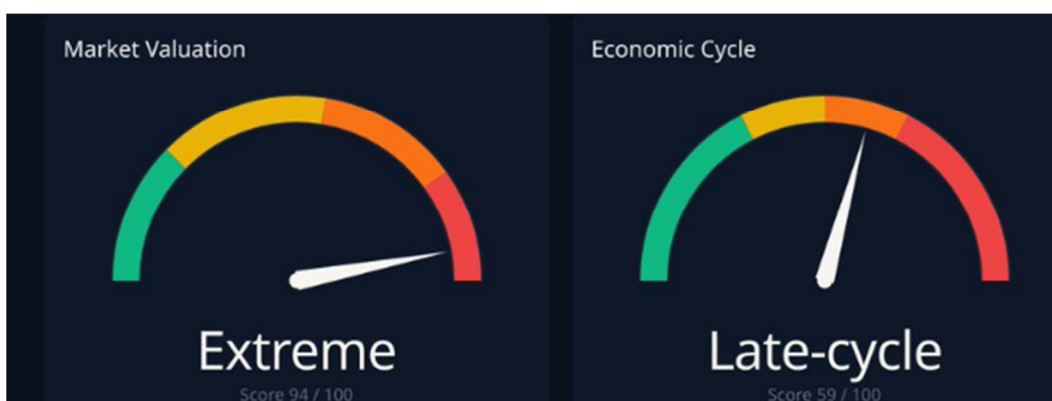 Market Valuation
Extreme
Score 94 / 100
Economic Cycle
Late-cycle
Score 59 / 100